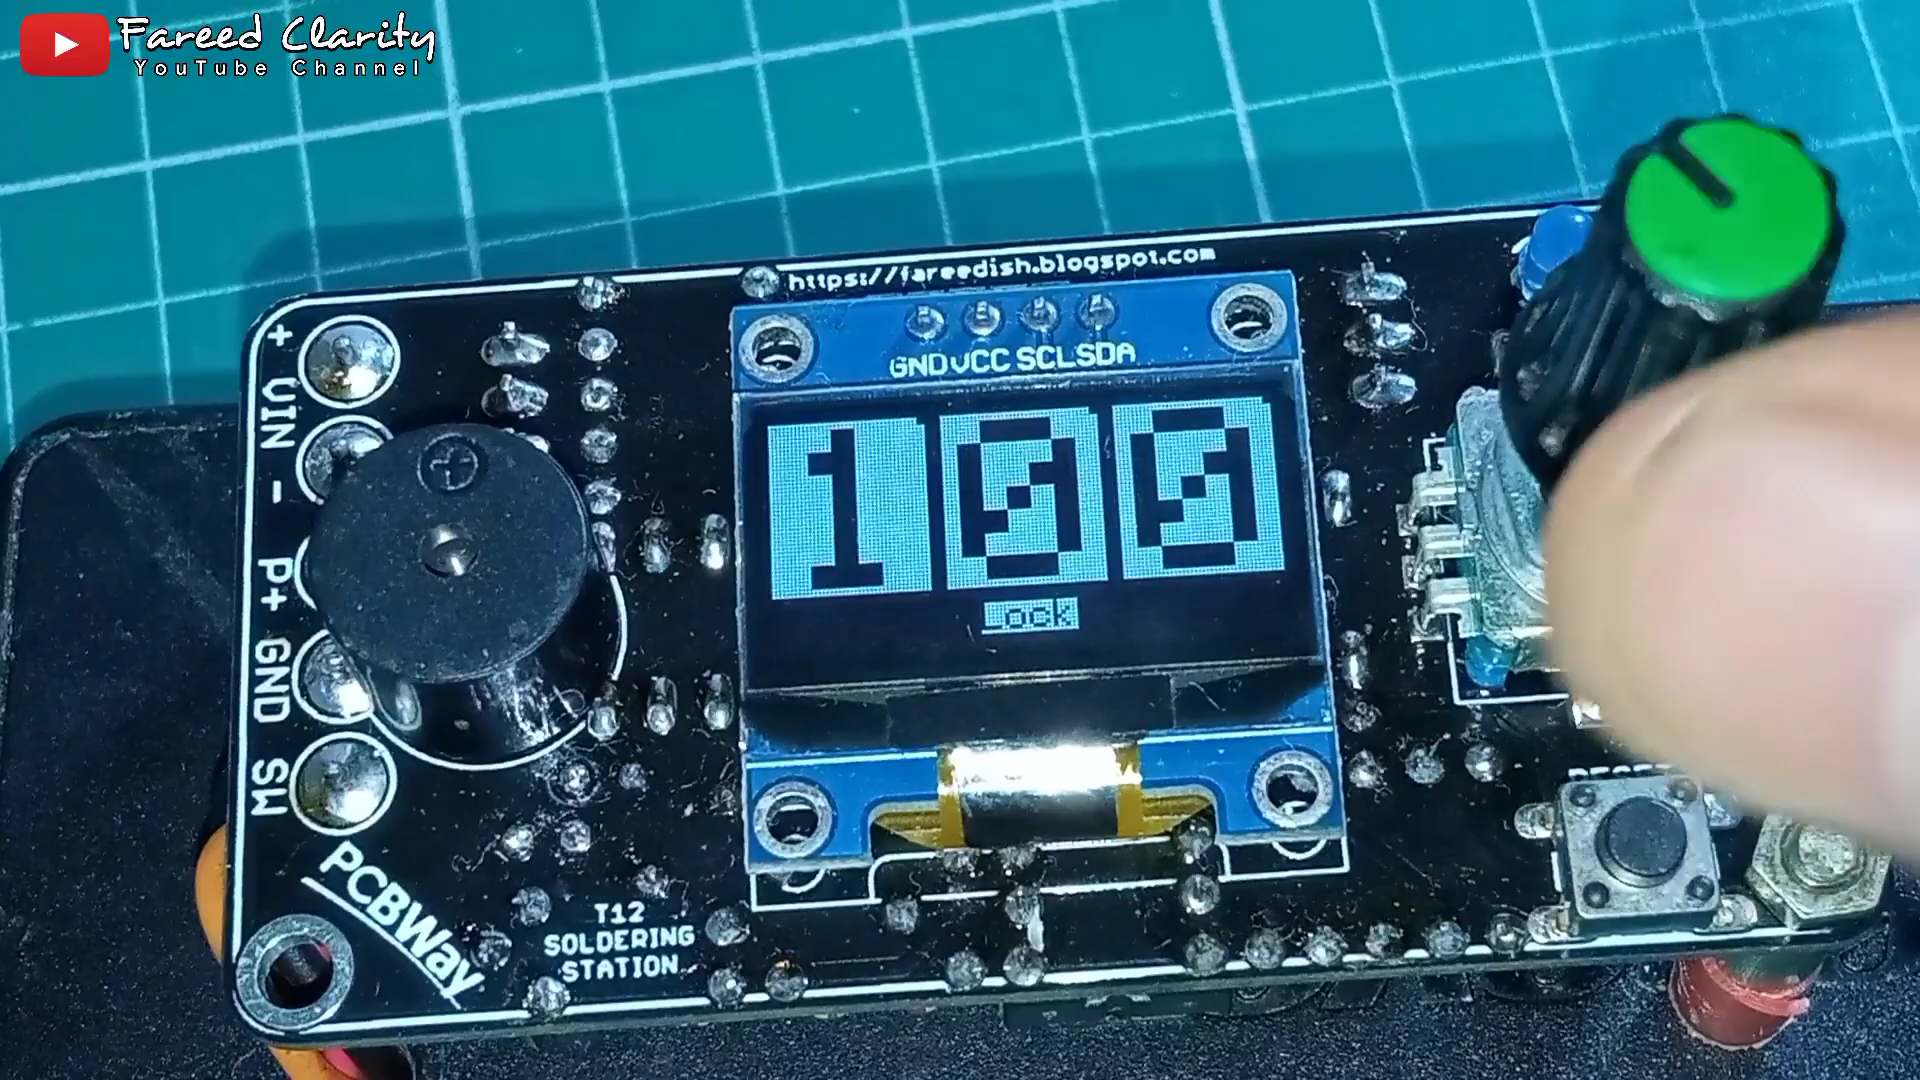 Fareed Clarity
YouTube Channel
https://fareedish.blogspot.com
GND VCC SCL SDA
+
VIN
-
P+
GND
SW
100
PCBWay
T12
SOLDERING
STATION